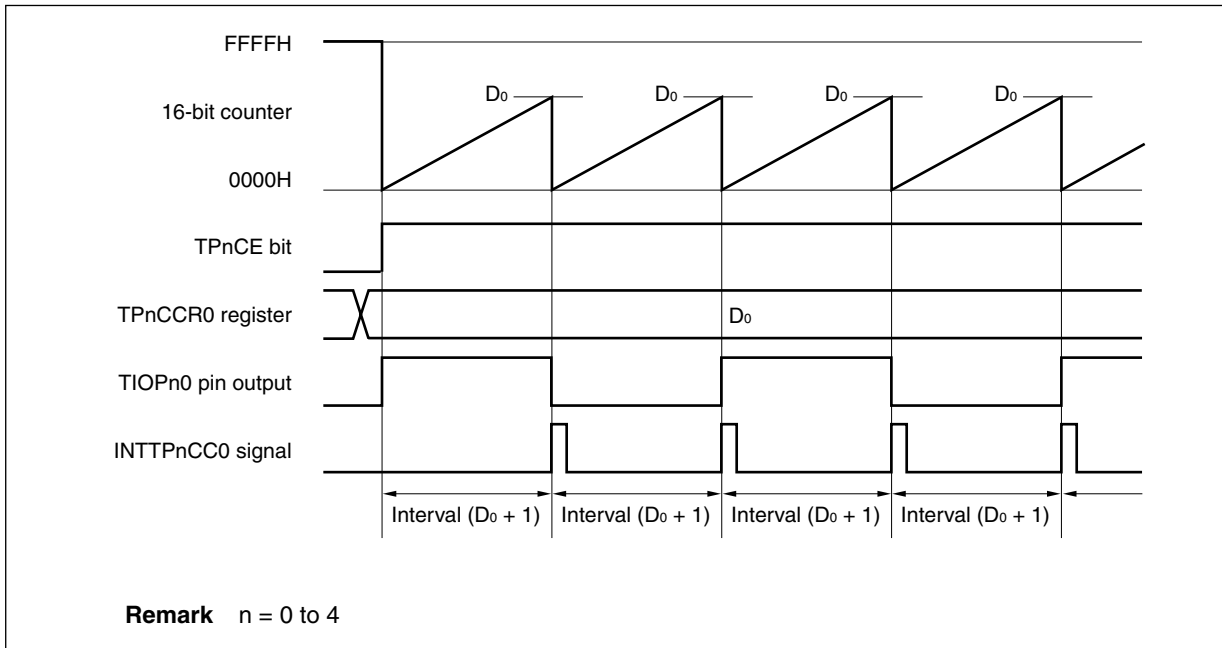 FFFFH
D0 D0 D0 D0
16-bit counter
0000H
TPnCE bit
TPnCCR0 register
D0
TIOPn0 pin output
INTTPnCC0 signal
Interval (D0 + 1) Interval (D0 + 1) Interval (D0 + 1) Interval (D0 + 1)
Remark n = 0 to 4